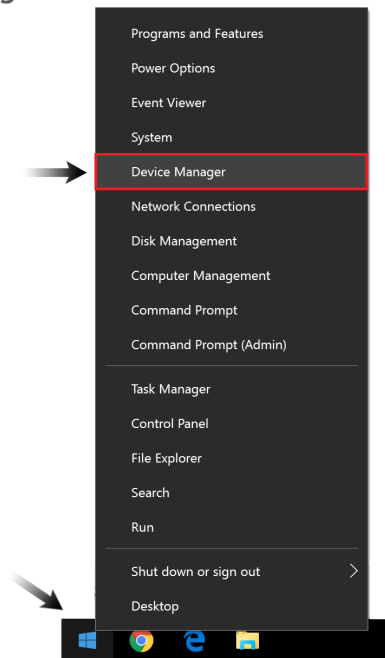 Programs and Features
Power Options
Event Viewer
System
Device Manager
Network Connections
Disk Management
Computer Management
Command Prompt
Command Prompt (Admin)
Task Manager
Control Panel
File Explorer
Search
Run
Shut down or sign out
Desktop